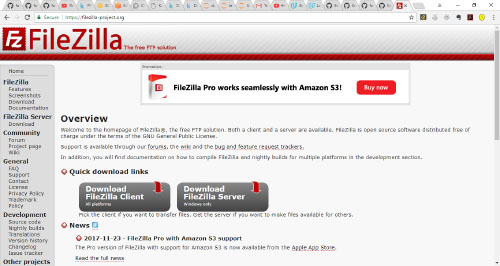 Secure | https://filezilla-project.org
FileZilla The free FTP solution
Home
FileZilla
Features
Screenshots
Download
Documentation
FileZilla Server
Download
Community
Forum
Project page
Wiki
General
FAQ
Support
Contact
License
Privacy Policy
Trademark Policy
Development
Source code
Nightly builds
Translations
Version history
Changelog
Issue tracker
Other projects
FileZilla Pro works seamlessly with Amazon S3!
Buy now
Overview
Welcome to the homepage of FileZilla®, the free FTP solution. Both a client and a server are available. FileZilla is open source software distributed free of
charge under the terms of the GNU General Public License.
Support is available through our forums, the wiki and the bug and feature request trackers.
In addition, you will find documentation on how to compile FileZilla and nightly builds for multiple platforms in the development section.
Quick download links
Download
FileZilla Client
All platforms
Download
FileZilla Server
Windows only
Pick the client if you want to transfer files. Get the server if you want to make files available for others.
News
2017-11-23 - FileZilla Pro with Amazon S3 support
The Pro version of FileZilla with support for Amazon S3 is now available from the Apple App Store.
Read the full news